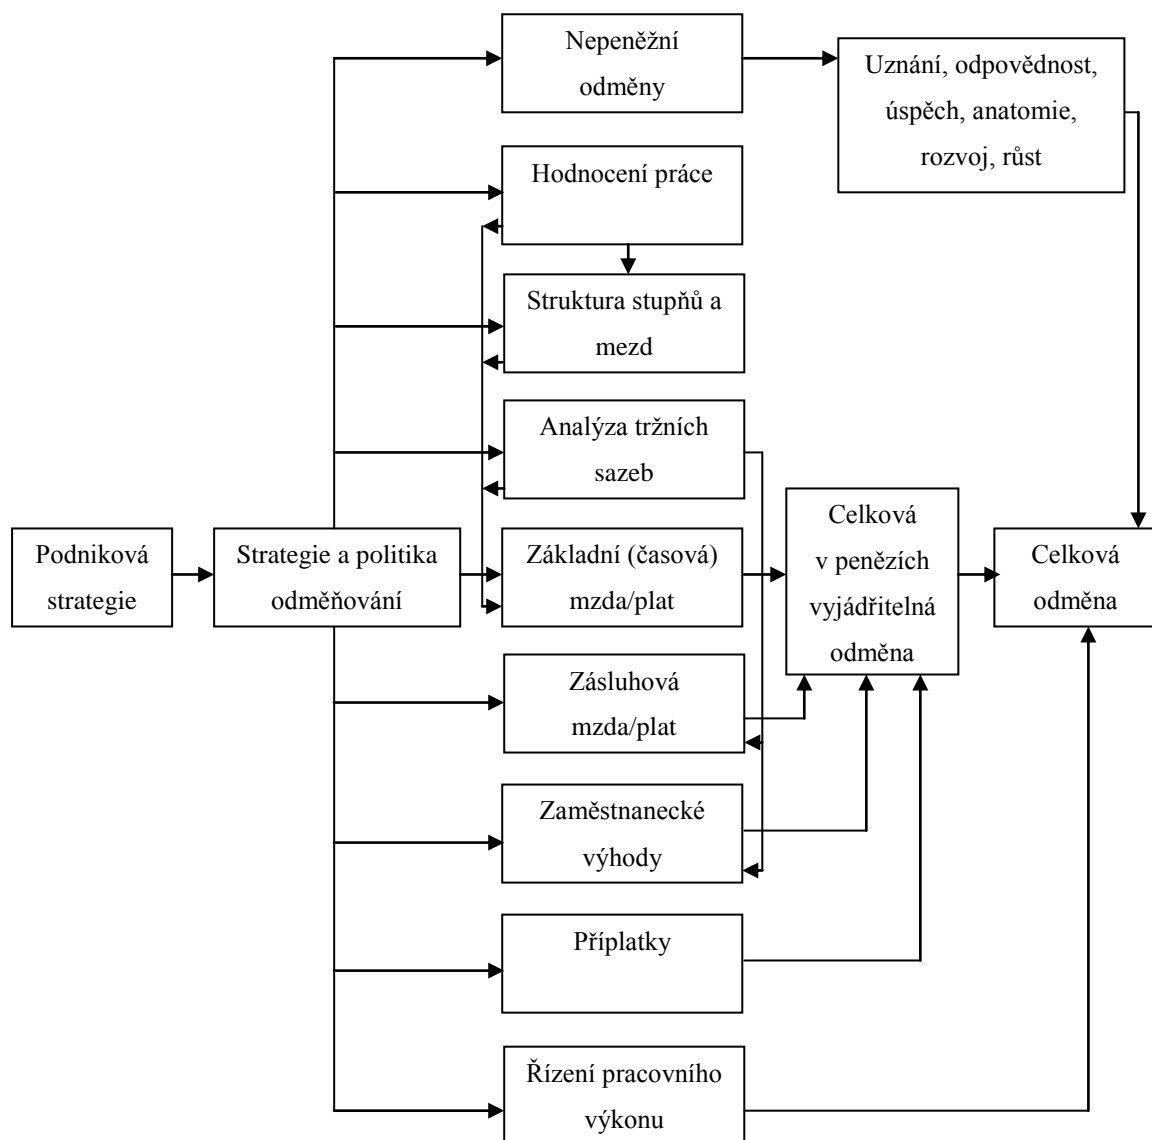 Nepeněžní
odměny
Uznání, odpovědnost,
úspěch, anatomie,
rozvoj, růst
Hodnocení práce
Struktura stupňů a
mezd
Analýza tržních
sazeb
Podniková
strategie
Strategie a politika
odměňování
Základní (časová)
mzda/plat
Celková
v penězích
vyjádřitelná
odměna
Celková
odměna
Zásluhová
mzda/plat
Zaměstnanecké
výhody
Příplatky
Řízení pracovního
výkonu